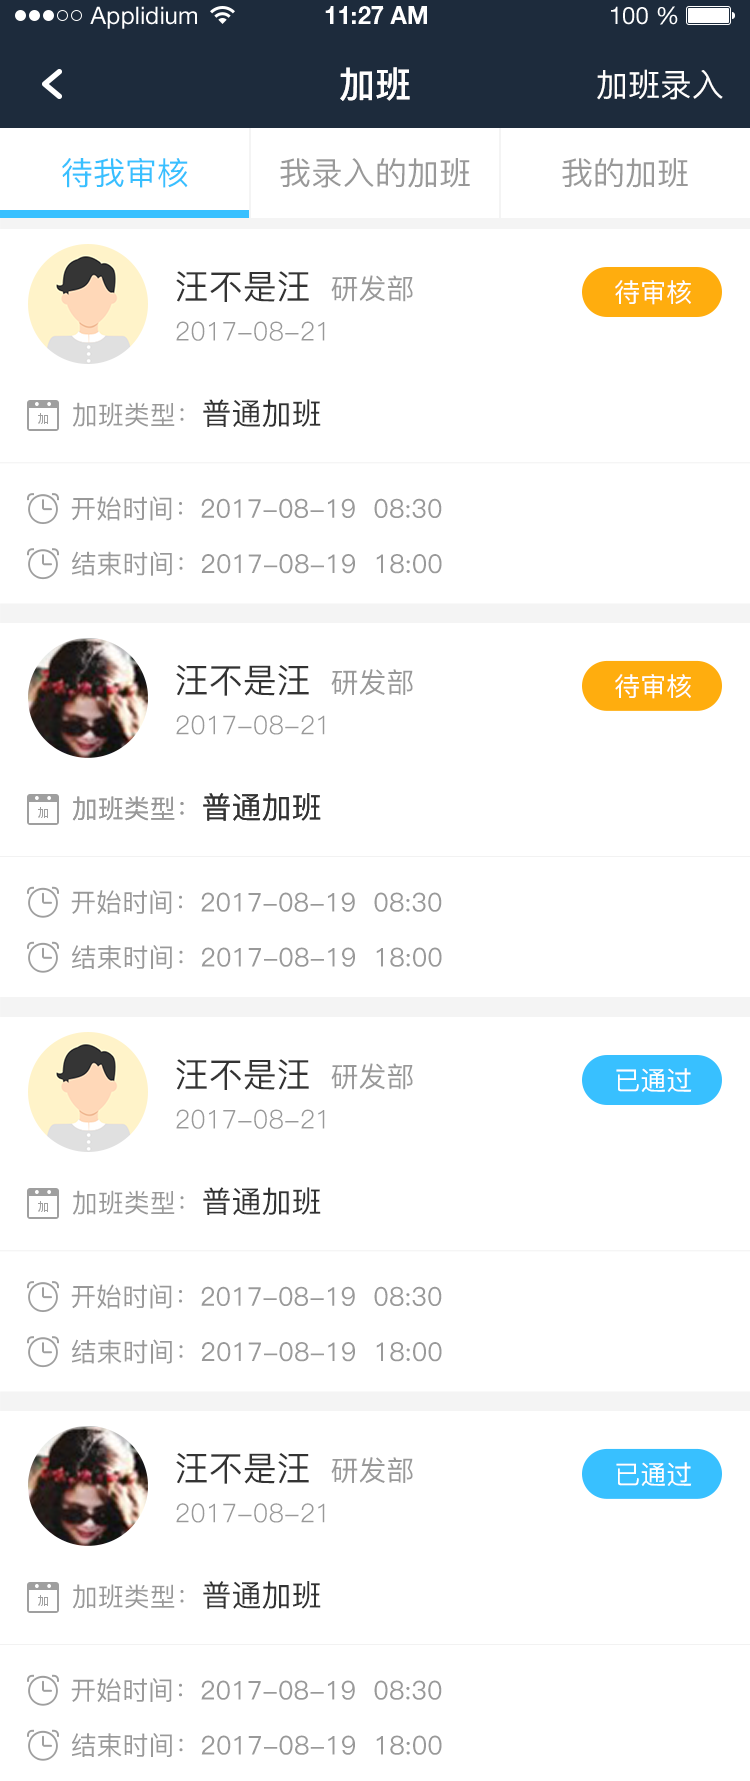 Applidium 11:27 AM 100 %
加班 加班录入
待我审核 我录入的加班 我的加班
汪不是汪 研发部 待审核
2017-08-21
加 加班类型: 普通加班
开始时间: 2017-08-19 08:30
结束时间: 2017-08-19 18:00
汪不是汪 研发部 待审核
2017-08-21
加 加班类型: 普通加班
开始时间: 2017-08-19 08:30
结束时间: 2017-08-19 18:00
汪不是汪 研发部 已通过
2017-08-21
加 加班类型: 普通加班
开始时间: 2017-08-19 08:30
结束时间: 2017-08-19 18:00
汪不是汪 研发部 已通过
2017-08-21
加 加班类型: 普通加班
开始时间: 2017-08-19 08:30
结束时间: 2017-08-19 18:00